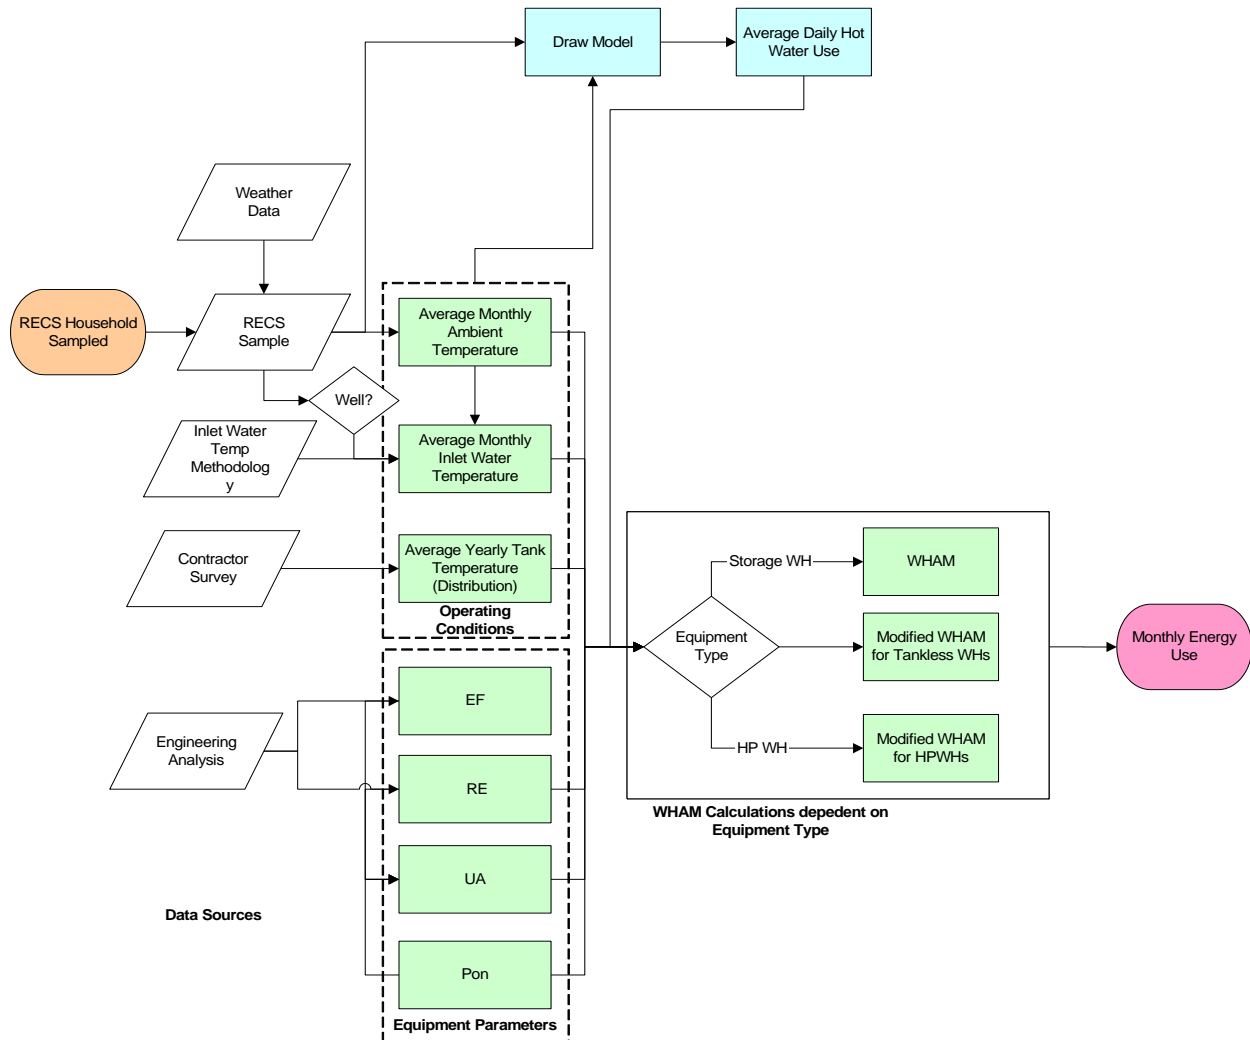 Draw Model
Average Daily Hot
Water Use
Weather
Data
RECS Household
Sampled
RECS
Sample
Average Monthly
Ambient
Temperature
Well?
Inlet Water
Temp
Methodolog
y
Average Monthly
Inlet Water
Temperature
Contractor
Survey
Average Yearly Tank
Temperature
(Distribution)
Operating
Conditions
Storage WH
WHAM
Equipment
Type
Modified WHAM
for Tankless WHs
Monthly Energy
Use
HP WH
Modified WHAM
for HPWHs
WHAM Calculations depedent on
Equipment Type
Engineering
Analysis
EF
RE
UA
Data Sources
Pon
Equipment Parameters